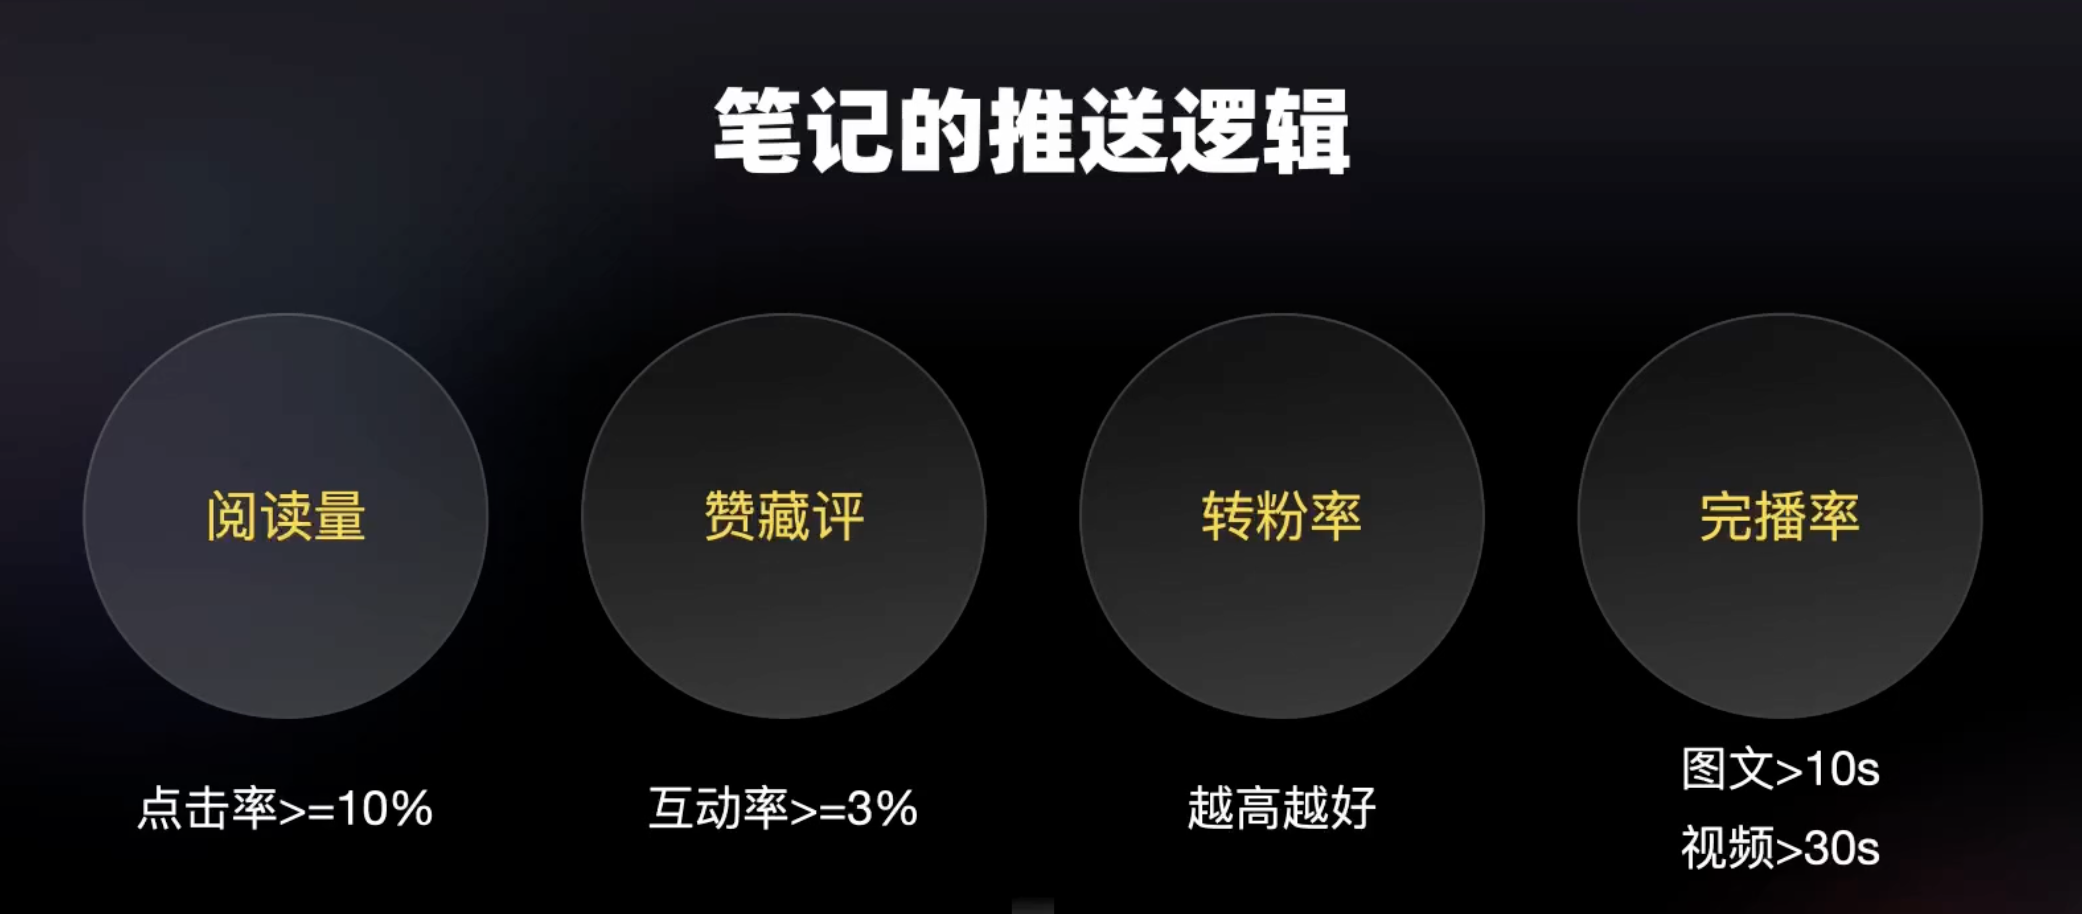 笔记的推送逻辑
阅读量
赞藏评
转粉率
完播率
点击率>=10%
互动率>=3%
越高越好
图文>10s
视频>30s